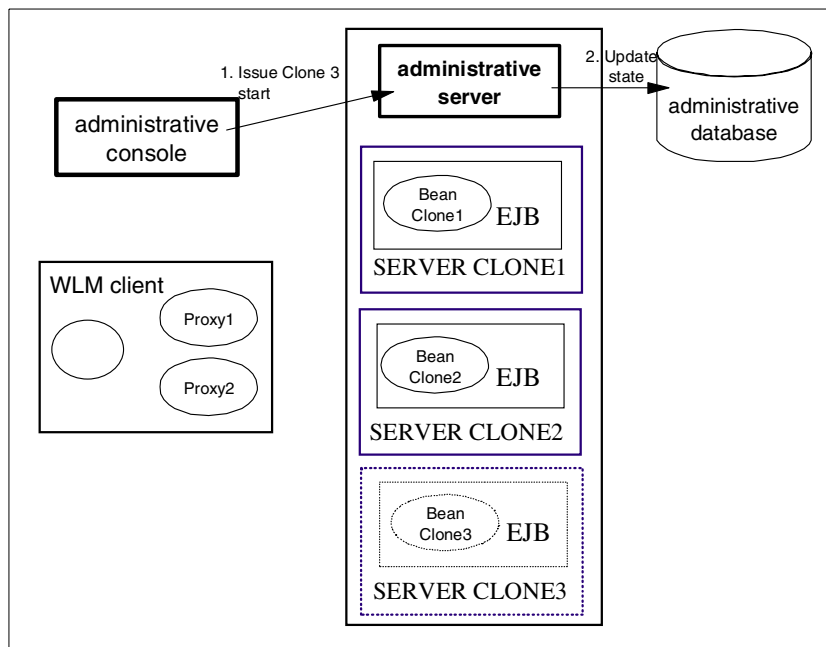 1. Issue Clone 3
start
administrative
console
administrative
server
2. Update
state
administrative
database
Bean
Clone1
EJB
SERVER CLONE1
WLM client
Proxy1
Proxy2
Bean
Clone2
EJB
SERVER CLONE2
Bean
Clone3
EJB
SERVER CLONE3